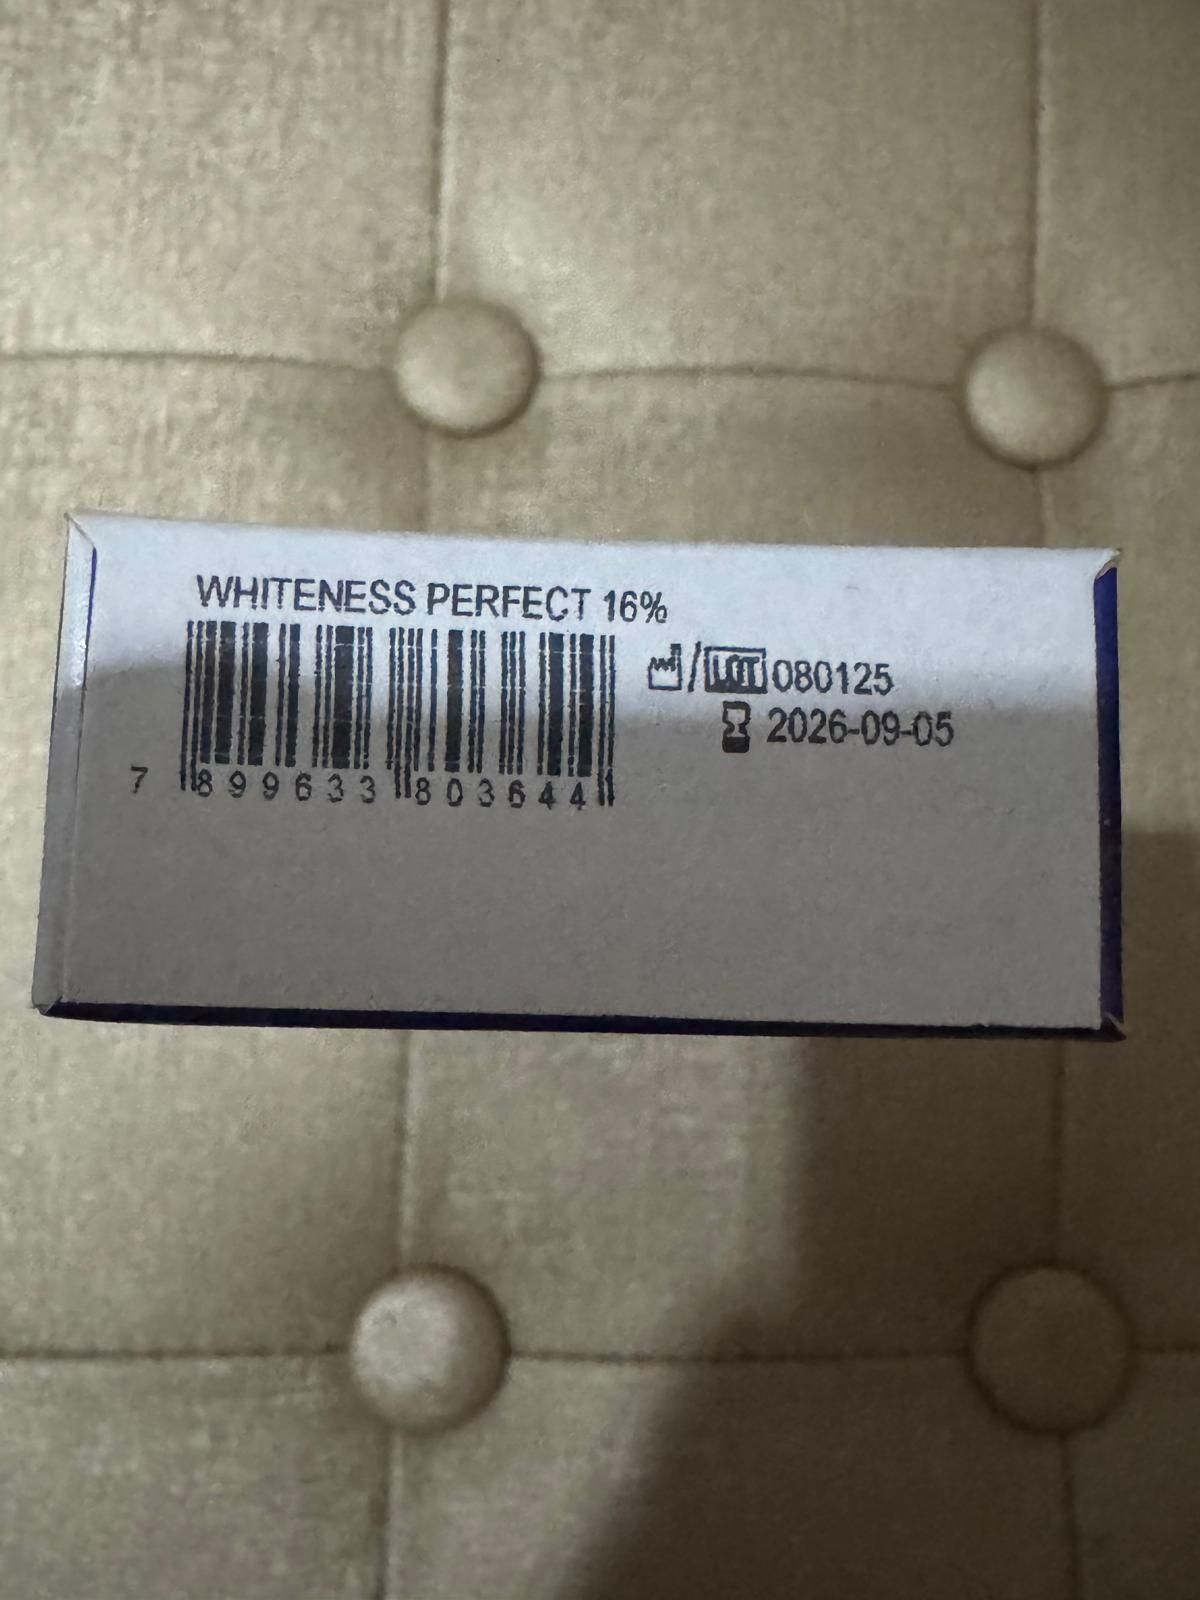 WHITENESS PERFECT 16%
/LOT 080125
2026-09-05
7 899633 803644